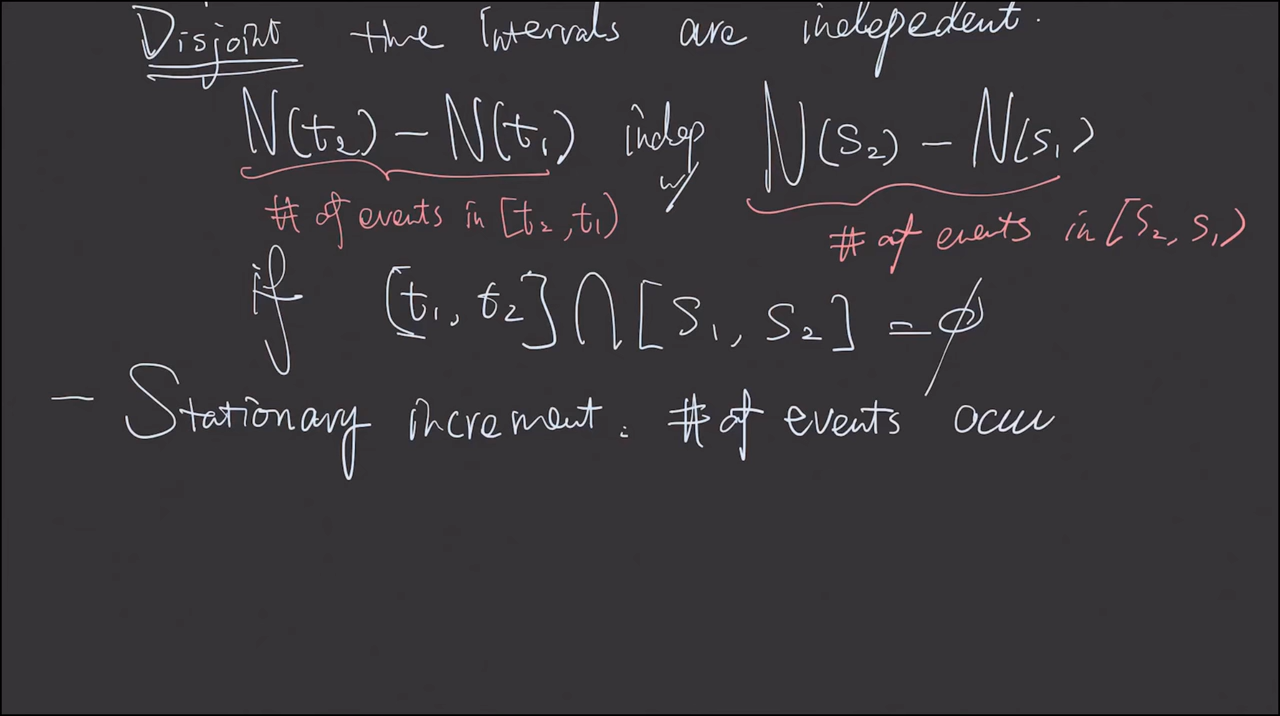 Disjoint the Intervals are indepedent.
N(t₂) - N(t₁) indep w/ N(s₂) - N(s₁)
# of events in [t₂, t₁) # of events in [s₂, s₁)
if [t₁, t₂] ∩ [s₁, s₂] = ϕ
- Stationary increment. # of events occu